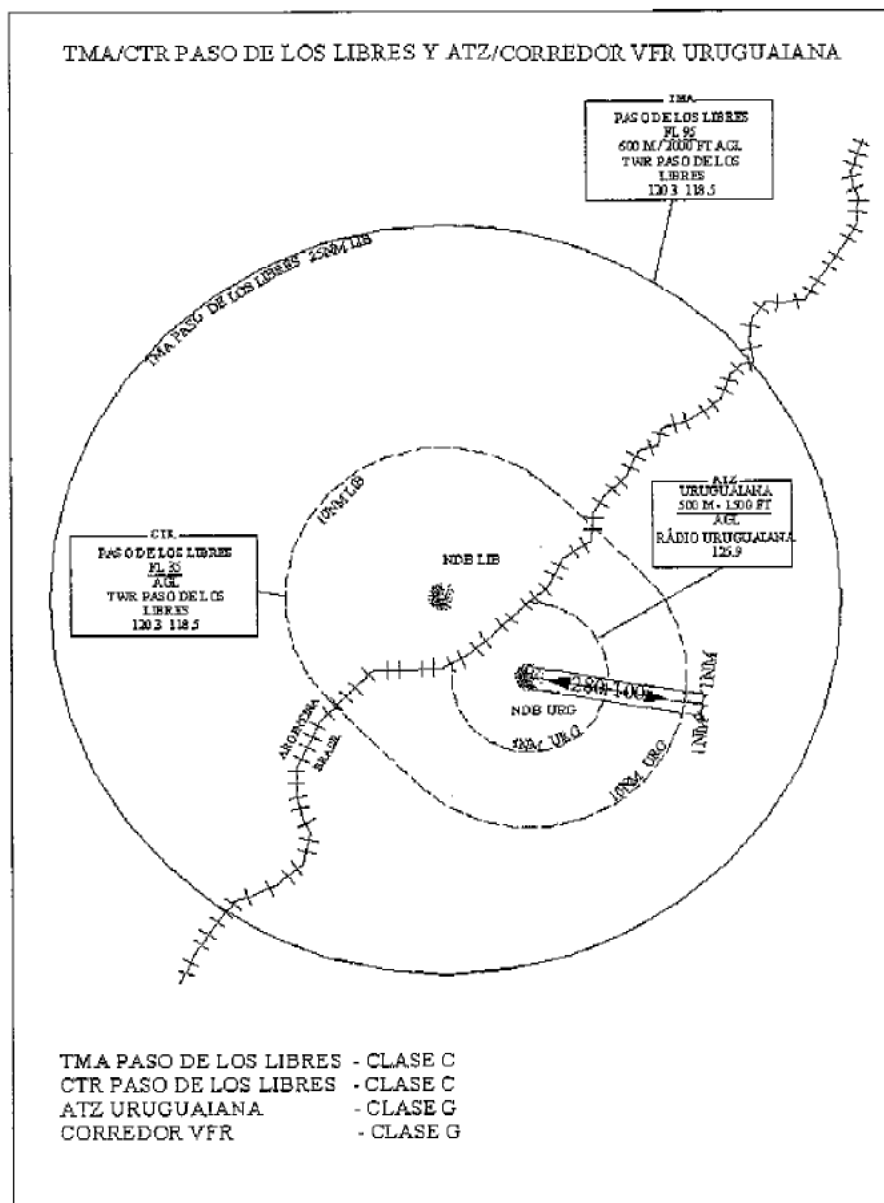 TMA/CTR PASO DE LOS LIBRES Y ATZ/CORREDOR VFR URUGUAIANA
TMA
PASO DE LOS LIBRES
FL 95
600 M/ 2000 FT AGL
TWR PASO DE LOS
LIBRES
120.3 118.5
TMA PASO DE LOS LIBRES 25NM LIB
10NM LIB
ATZ
URUGUAIANA
500 M - 1500 FT
AGL
RÁDIO URUGUAIANA
125.9
CTR
PASO DE LOS LIBRES
FL 35
AGL
TWR PASO DE LOS
LIBRES
120.3 118.5
NDB LIB
280 100
1NM
1NM
NDB URG
URG
10NM URG
ARGENTINA
BRASIL
TMA PASO DE LOS LIBRES - CLASE C
CTR PASO DE LOS LIBRES - CLASE C
ATZ URUGUAIANA - CLASE G
CORREDOR VFR - CLASE G